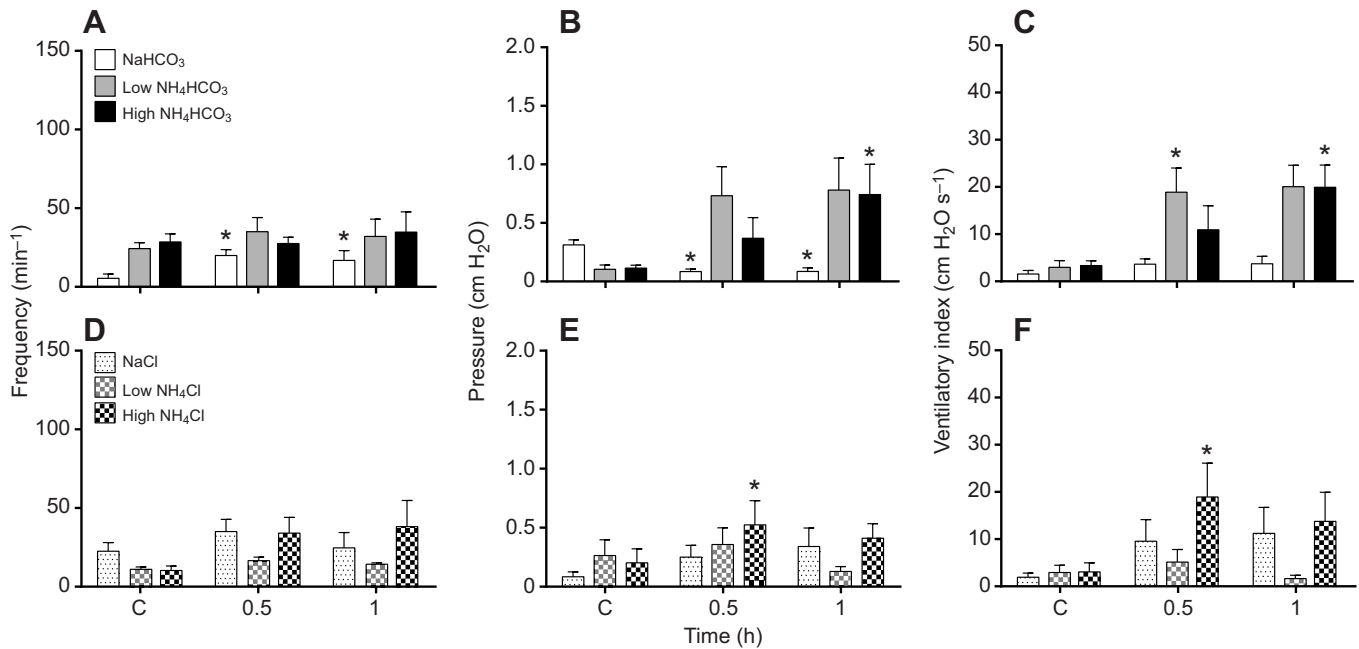 A
B
C
150
100
50
0
NaHCO₃
Low NH₄HCO₃
High NH₄HCO₃
* *
2.0
1.5
1.0
0.5
0
* * *
50
40
30
20
10
0
* *
Frequency (min⁻¹)
Pressure (cm H₂O)
Ventilatory index (cm H₂O s⁻¹)
D
E
F
150
100
50
0
NaCl
Low NH₄Cl
High NH₄Cl
2.0
1.5
1.0
0.5
0
*
50
40
30
20
10
0
*
C 0.5 1
C 0.5 1
C 0.5 1
Time (h)